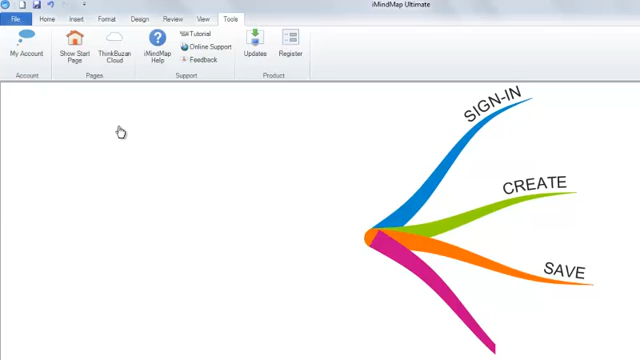 iMindMap Ultimate
File Home Insert Format Design Review View Tools
My Account
Show Start Page
ThinkBuzan Cloud
iMindMap Help
Tutorial
Online Support
Feedback
Updates
Register
Account Pages Support Product
SIGN-IN
CREATE
SAVE